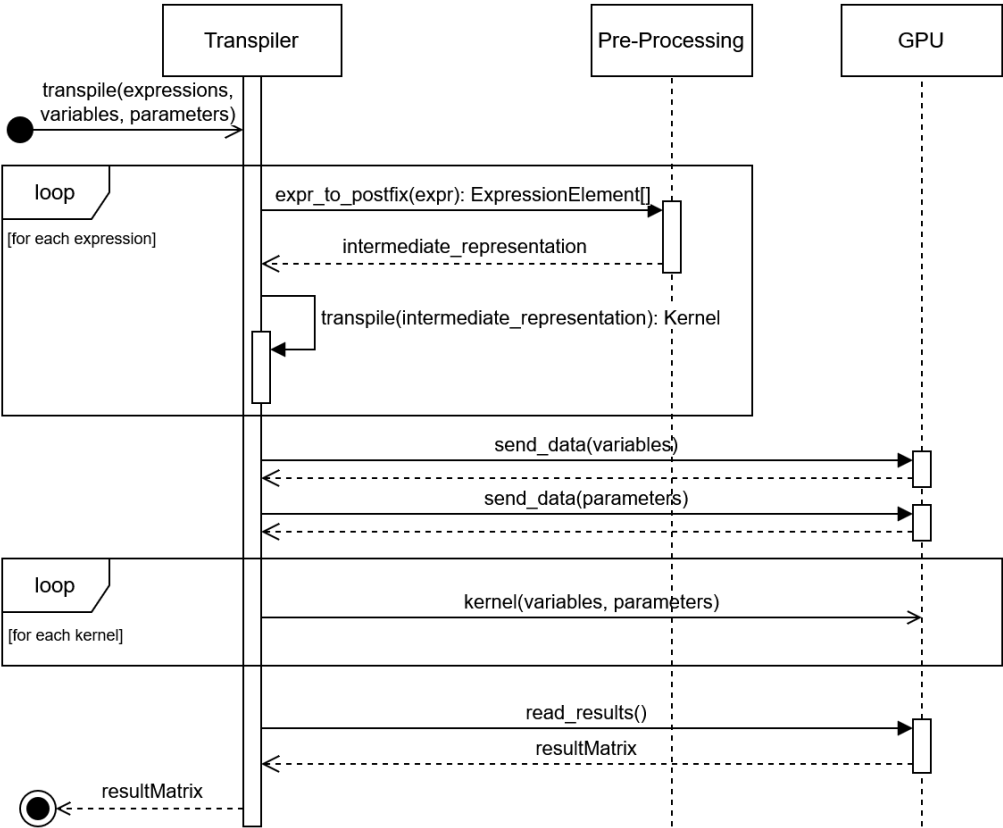 Transpiler
Pre-Processing
GPU
transpile(expressions,
variables, parameters)
loop
[for each expression]
expr_to_postfix(expr): ExpressionElement[]
intermediate_representation
transpile(intermediate_representation): Kernel
send_data(variables)
send_data(parameters)
loop
[for each kernel]
kernel(variables, parameters)
read_results()
resultMatrix
resultMatrix